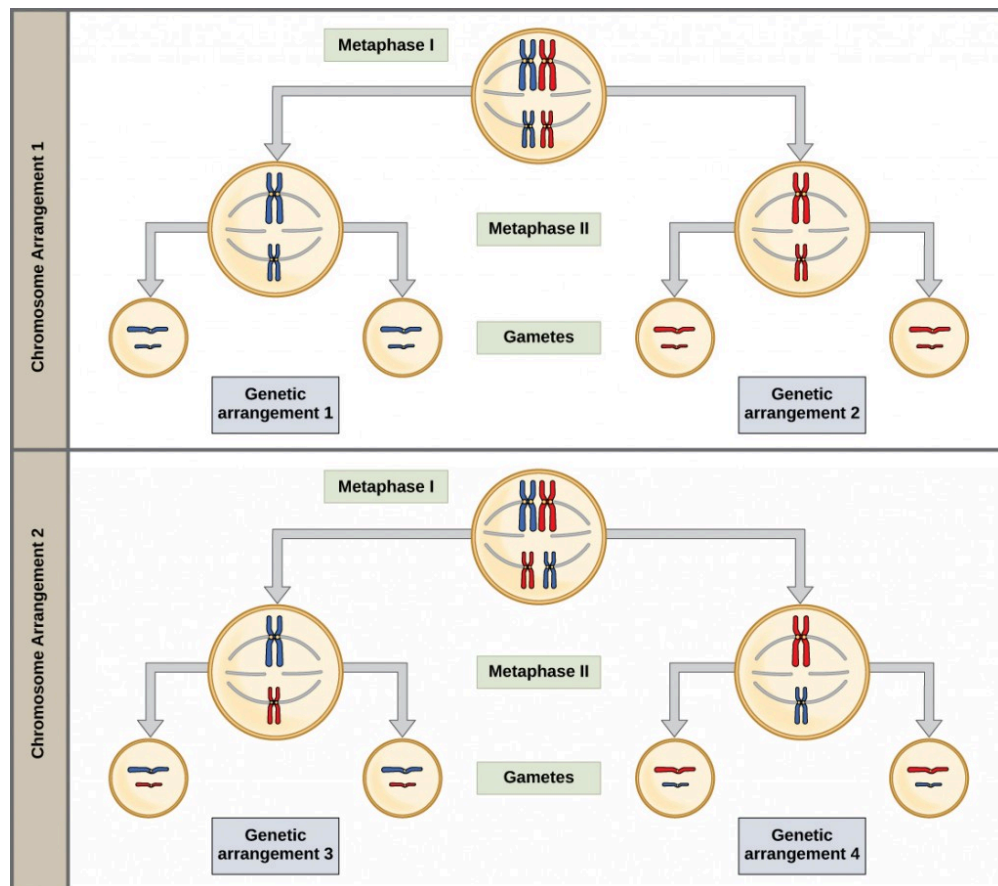 Chromosome Arrangement 1
Metaphase I
Metaphase II
Gametes
Genetic
arrangement 1
Genetic
arrangement 2
Chromosome Arrangement 2
Metaphase I
Metaphase II
Gametes
Genetic
arrangement 3
Genetic
arrangement 4